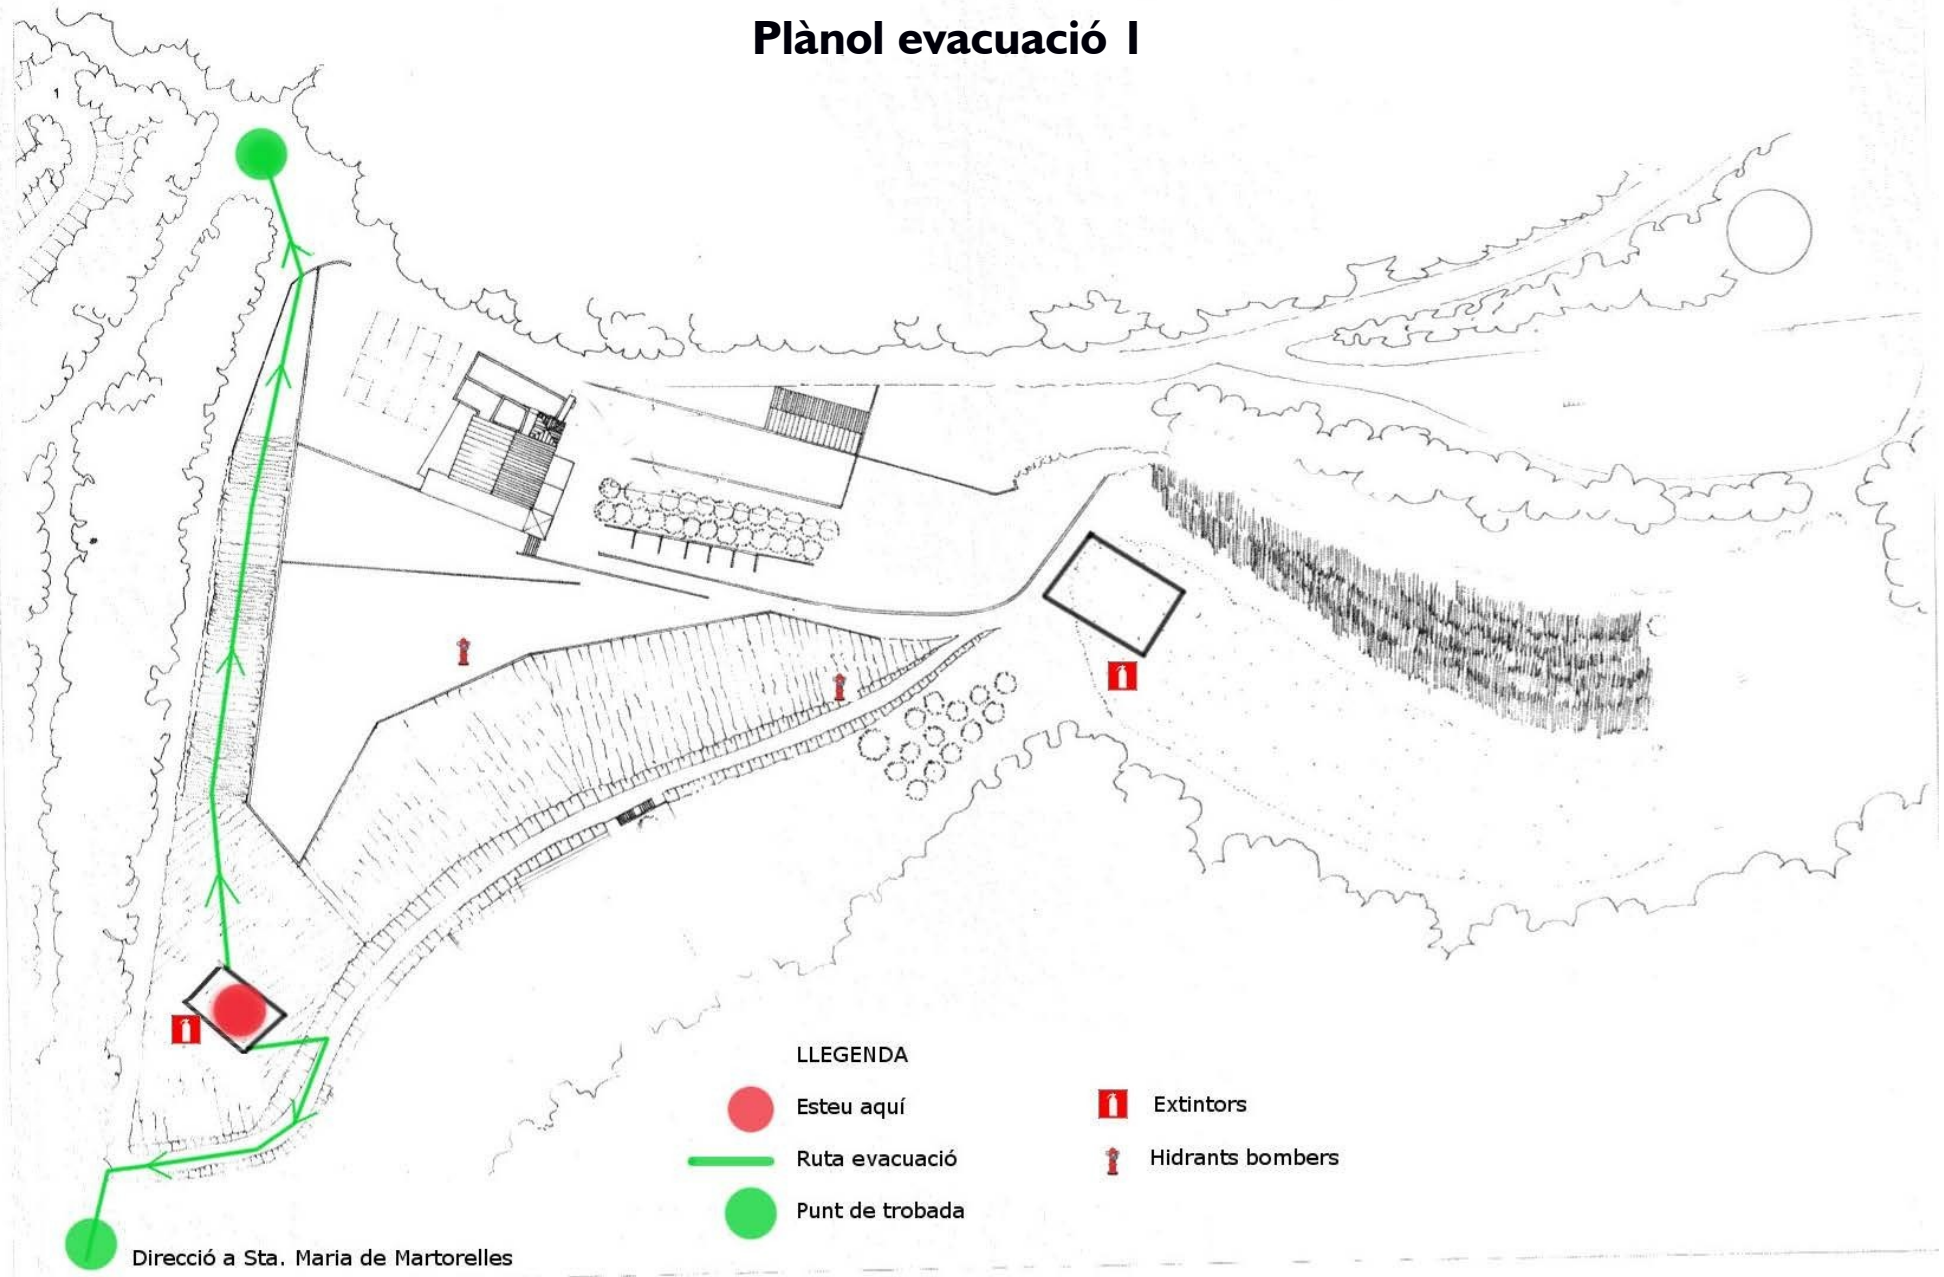 Plànol evacuació 1
LLEGENDA
Esteu aquí
Ruta evacuació
Punt de trobada
Extintors
Hidrants bombers
Direcció a Sta. Maria de Martorelles